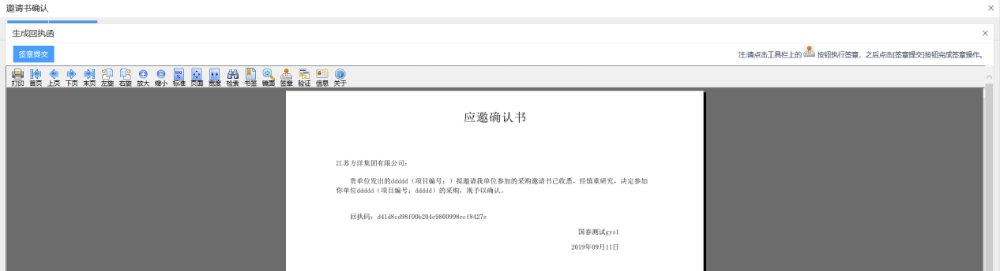 邀请书确认
生成回执函
签章提交
注:请点击工具栏上的 按钮执行签章，之后点击[签章提交]按钮完成签章操作。
打印 首页 上页 下页 末页 左旋 右旋 放大 缩小 标准 页面 宽度 检索 书签 编面 签章 验证 信息 关于
应邀确认书
江苏方洋集团有限公司：
贵单位发出的ddddd（项目编号：）拟邀请我单位参加的采购邀请书已收悉，经慎重研究，决定参加
你单位ddddd（项目编号：ddddd）的采购，现予以确认。
回执码：d41d8cd98f00b204e9800998ecf8427e
国泰测试gys1
2019年09月11日